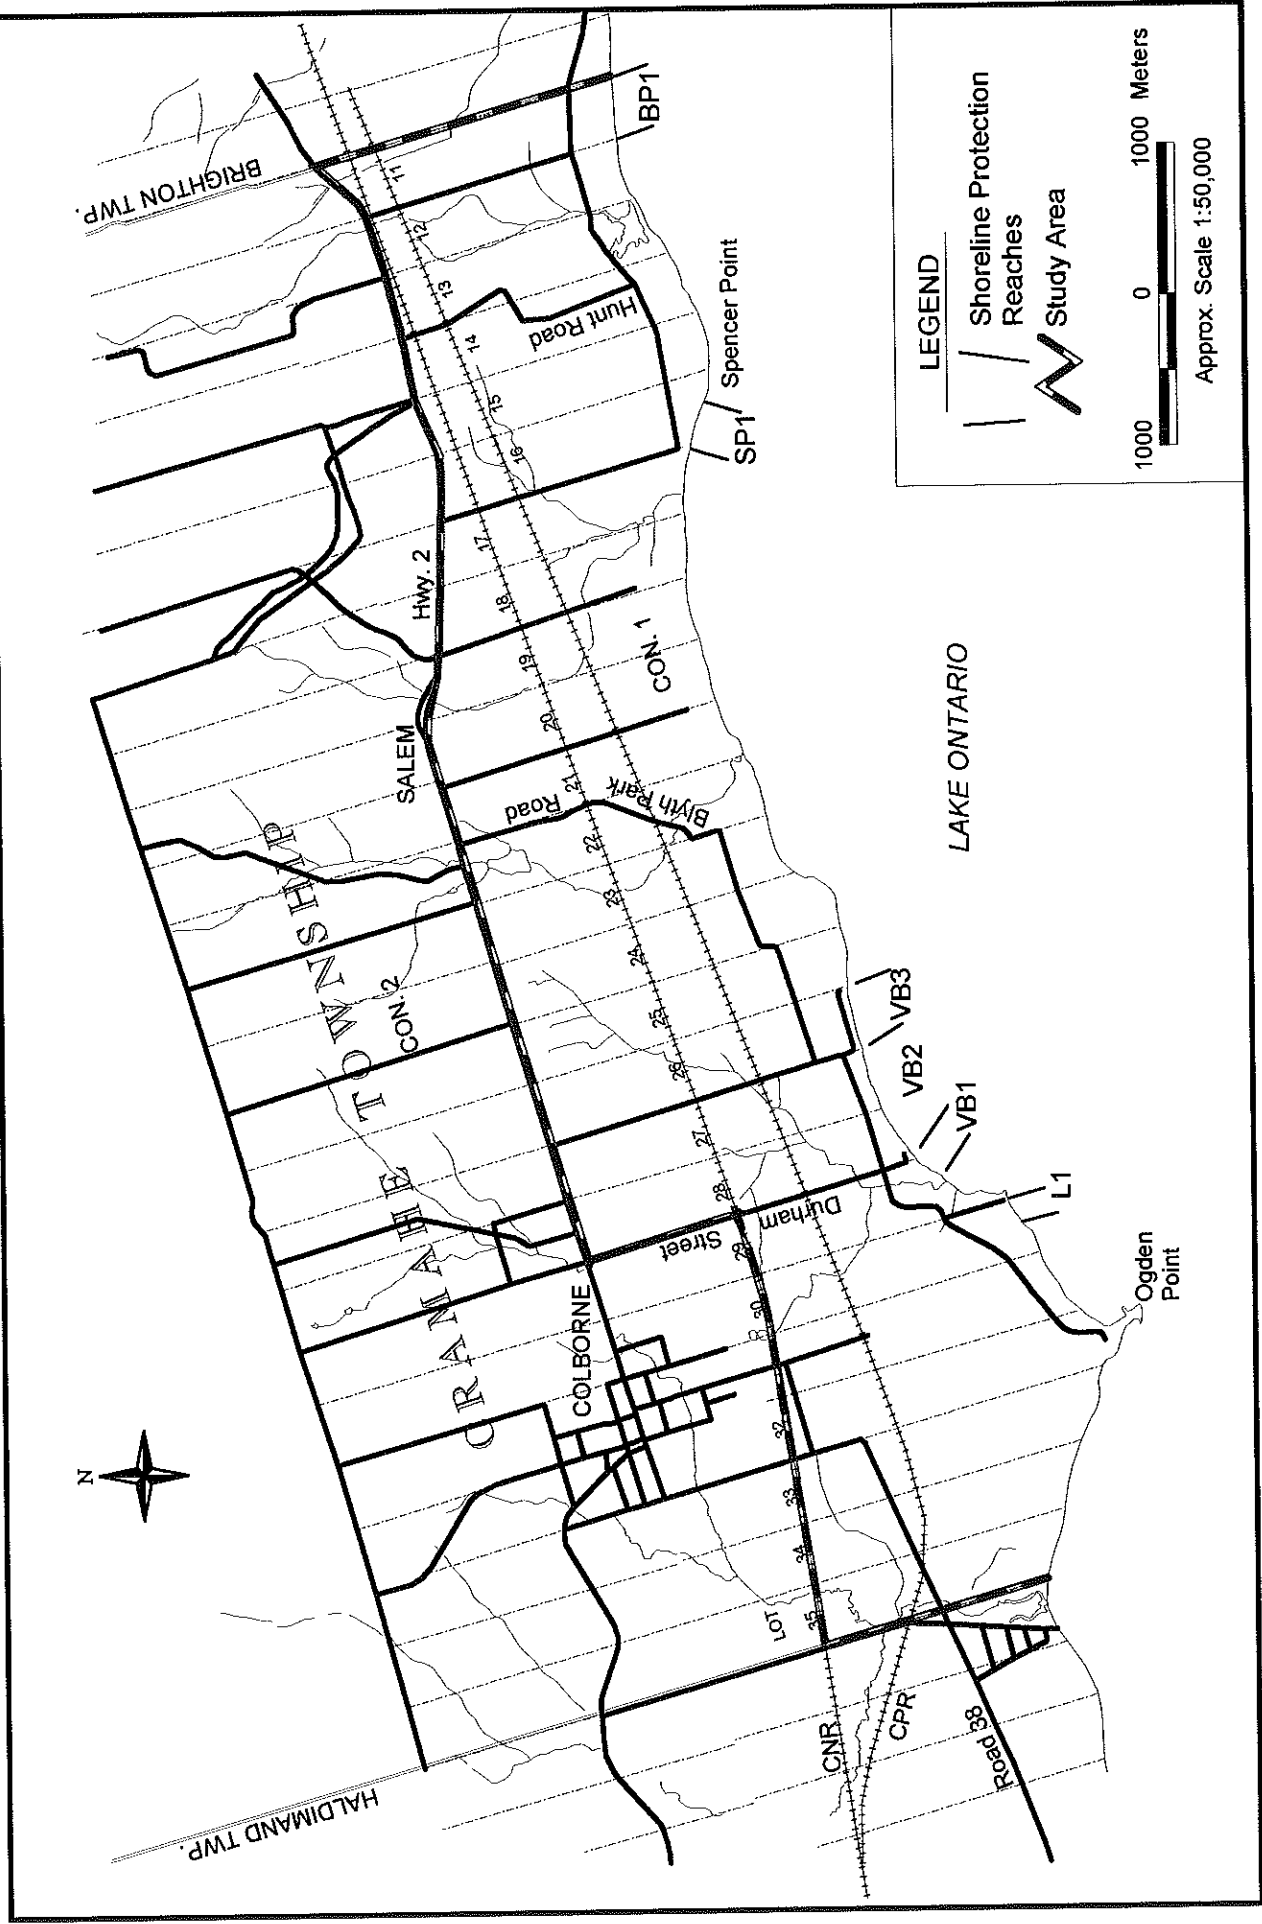 N
BRIGHTON TWP.
HALDIMAND TWP.
CRAMAHE TOWNSHIP
CON. 2
COLBORNE
SALEM
Hwy. 2
CON. 1
Blyth Park
Road
Hunt Road
Durham
Street
LOT
35
34
33
32
30
29
28
27
26
25
24
23
22
21
20
19
18
17
16
15
14
13
12
11
CNR
CPR
Road 38
Ogden
Point
L1
VB1
VB2
VB3
SP1
Spencer Point
BP1
LAKE ONTARIO
LEGEND
Shoreline Protection
Reaches
Study Area
1000 0 1000 Meters
Approx. Scale 1:50,000